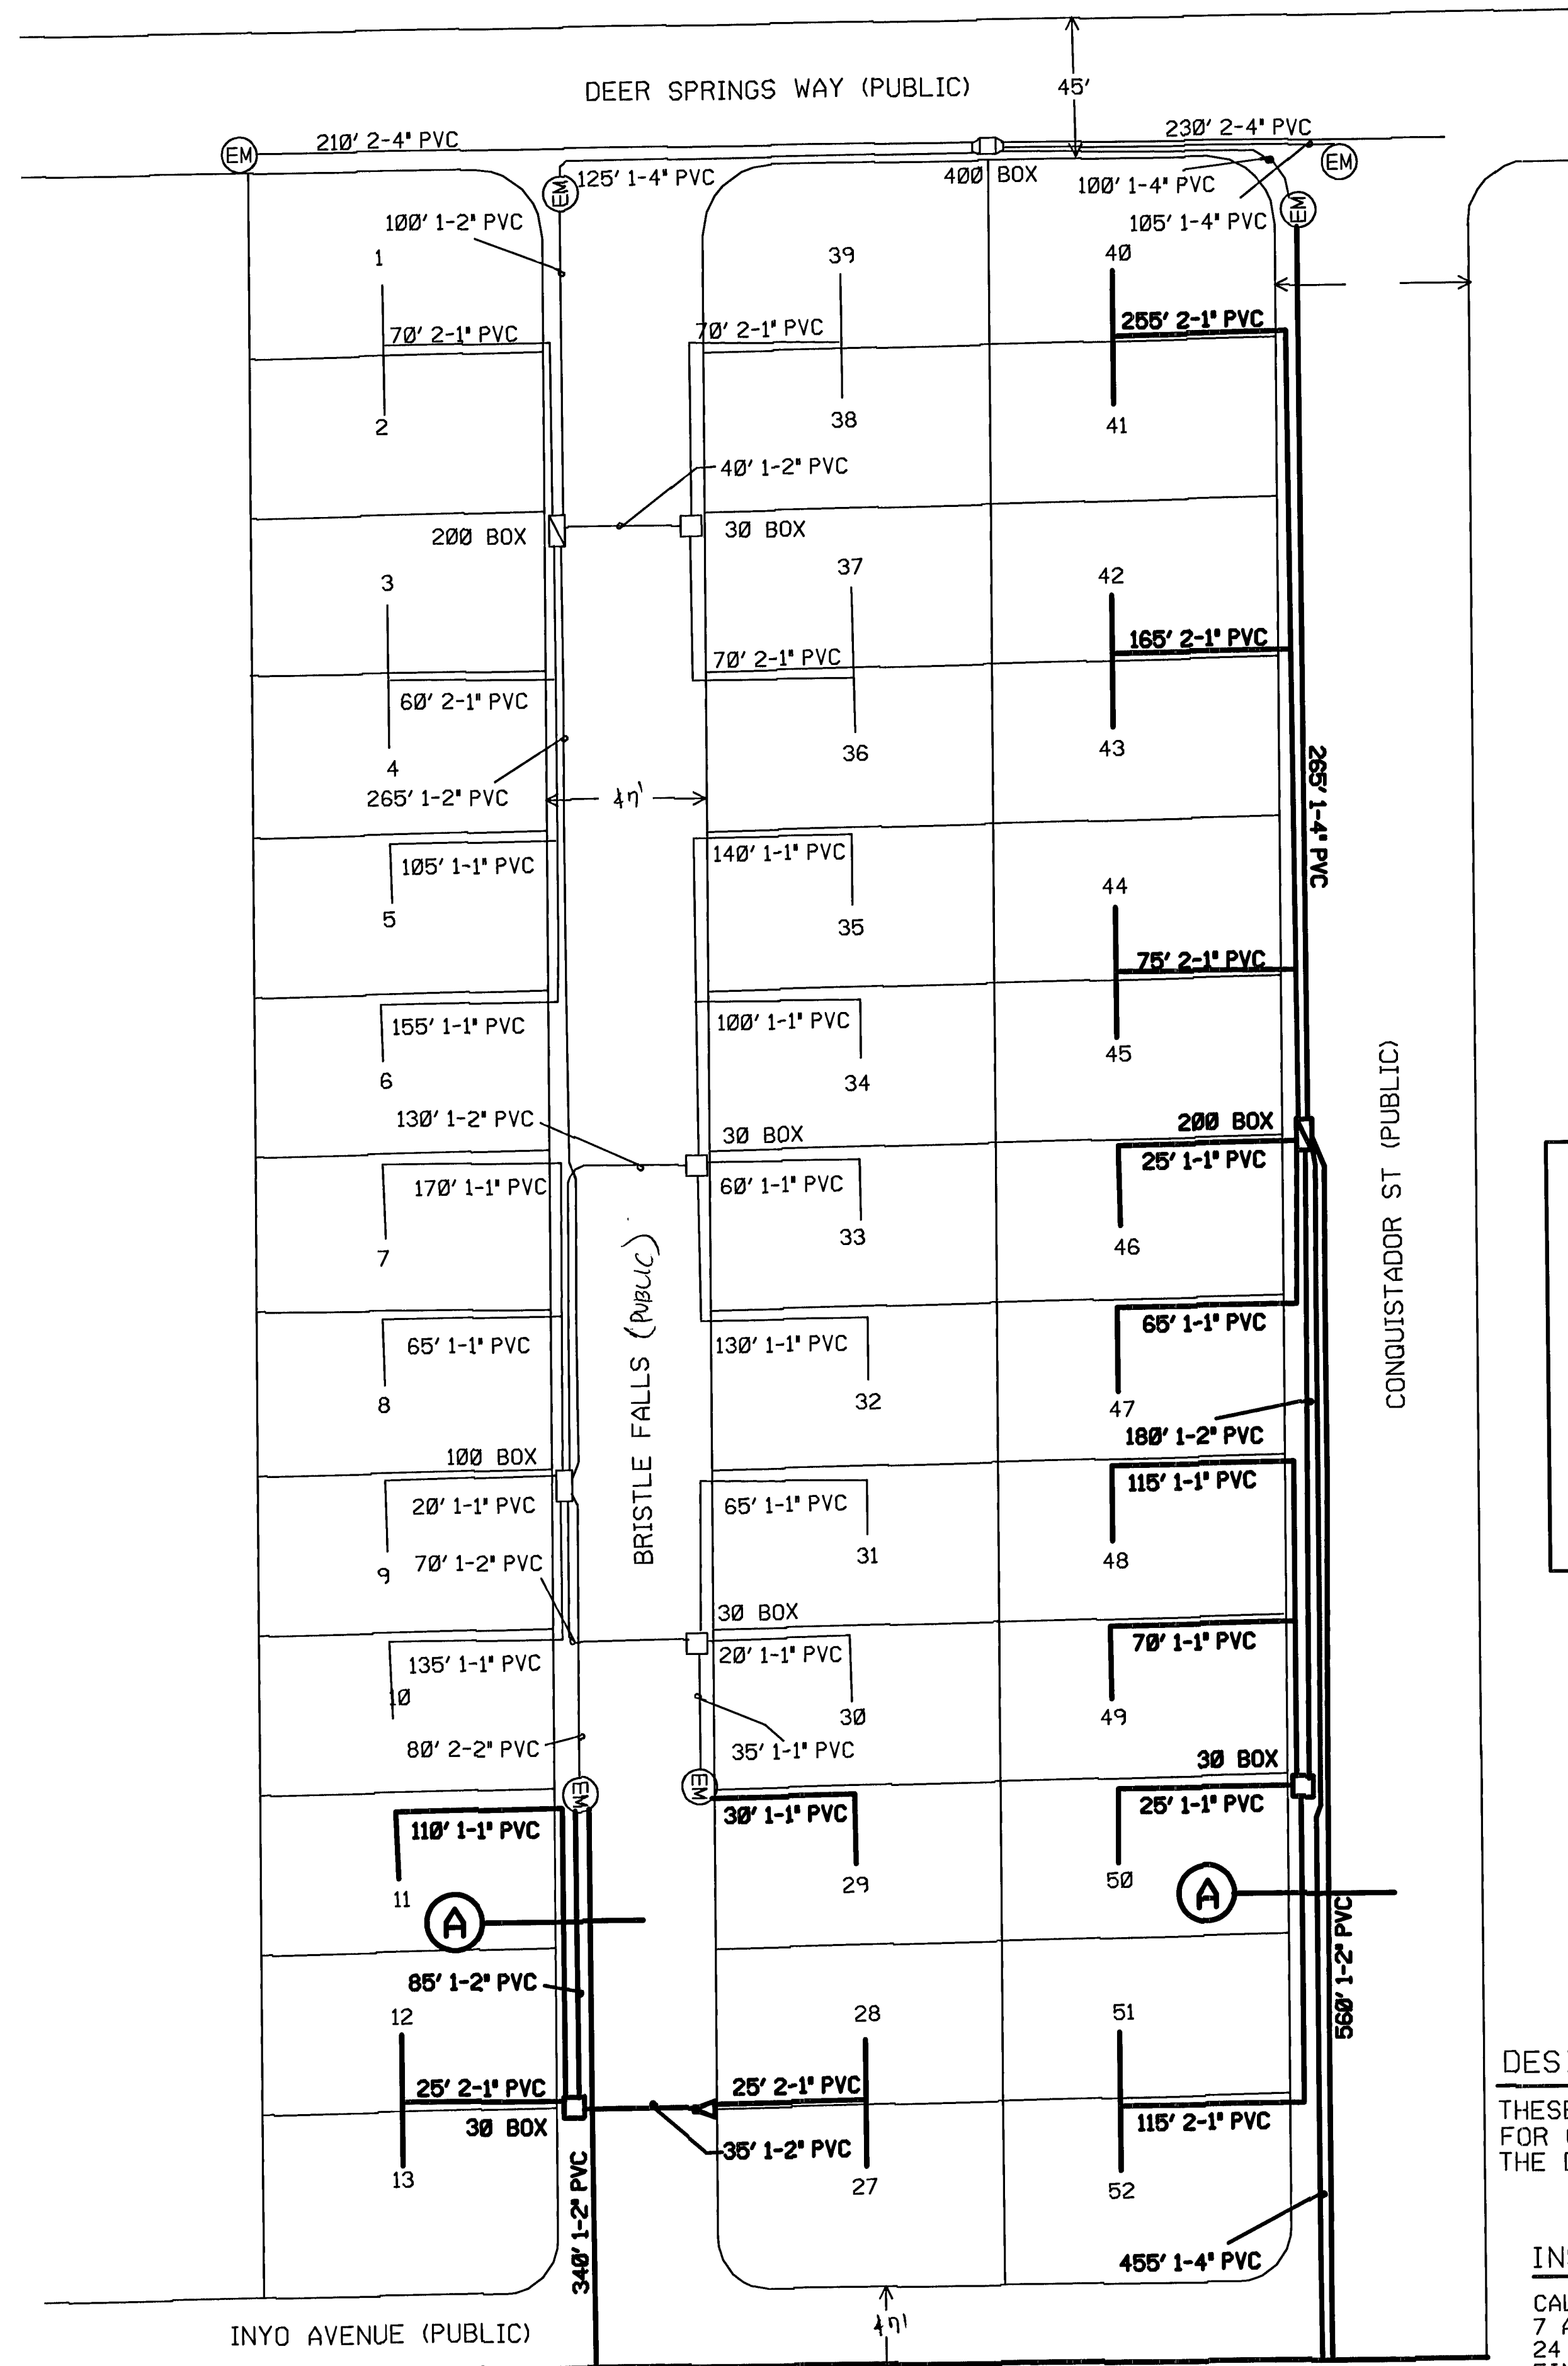 DEER SPRINGS WAY (PUBLIC)
45'
210' 2-4" PVC
230' 2-4" PVC
EM
EM
125' 1-4" PVC
400 BOX
100' 1-4" PVC
EM
EM
100' 1-2" PVC
105' 1-4" PVC
1
39
40
70' 2-1" PVC
70' 2-1" PVC
255' 2-1" PVC
2
38
41
40' 1-2" PVC
200 BOX
30 BOX
3
37
42
70' 2-1" PVC
165' 2-1" PVC
60' 2-1" PVC
4
36
43
265' 1-2" PVC
47'
265' 1-4" PVC
105' 1-1" PVC
140' 1-1" PVC
44
5
35
75' 2-1" PVC
155' 1-1" PVC
100' 1-1" PVC
45
6
34
130' 1-2" PVC
30 BOX
200 BOX
CONQUISTADOR ST (PUBLIC)
170' 1-1" PVC
60' 1-1" PVC
25' 1-1" PVC
7
33
46
BRISTLE FALLS (PUBLIC)
65' 1-1" PVC
130' 1-1" PVC
65' 1-1" PVC
8
32
47
180' 1-2" PVC
100 BOX
20' 1-1" PVC
65' 1-1" PVC
115' 1-1" PVC
9
31
48
70' 1-2" PVC
30 BOX
135' 1-1" PVC
20' 1-1" PVC
70' 1-1" PVC
10
30
49
80' 2-2" PVC
35' 1-1" PVC
30 BOX
EM
EM
110' 1-1" PVC
30' 1-1" PVC
25' 1-1" PVC
11
29
50
A
A
560' 1-2" PVC
85' 1-2" PVC
12
28
51
25' 2-1" PVC
25' 2-1" PVC
30 BOX
115' 2-1" PVC
35' 1-2" PVC
13
27
52
340' 1-2" PVC
455' 1-4" PVC
47'
INYO AVENUE (PUBLIC)
THESE
FOR
THE
7
24